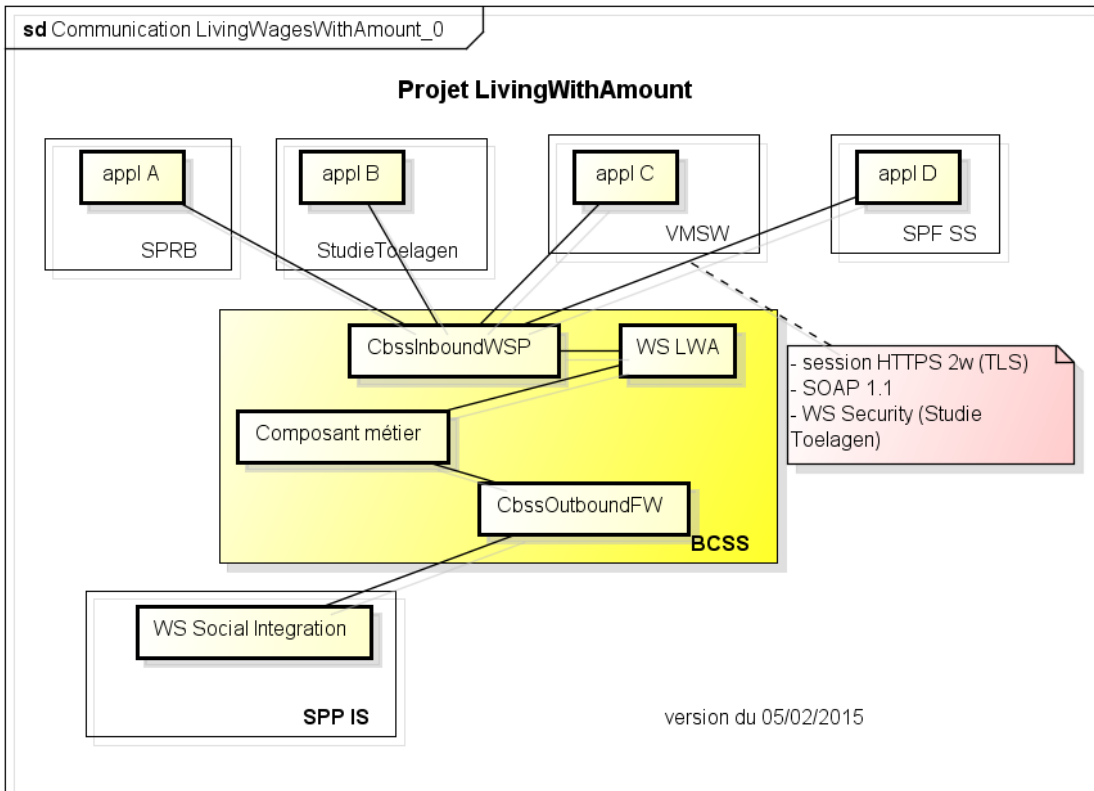 sd Communication LivingWagesWithAmount_0
Projet LivingWithAmount
appl A
appl B
appl C
appl D
SPRB
StudieToelagen
VMSW
SPF SS
CbssInboundWSP
WS LWA
- session HTTPS 2w (TLS)
- SOAP 1.1
- WS Security (Studie
Toelagen)
Composant métier
CbssOutboundFW
BCSS
WS Social Integration
SPP IS
version du 05/02/2015